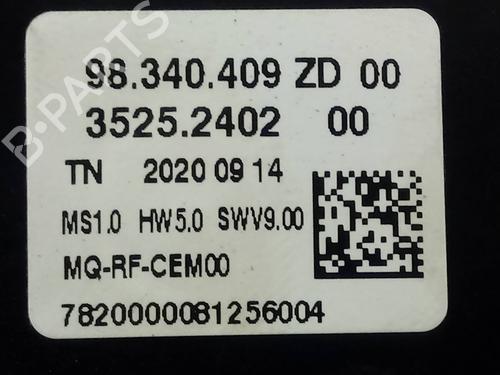 98.340.409 ZD 00
3525.2402 00
TN 2020 09 14
MS1.0 HW5.0 SWV9.00
MQ-RF-CEM00
7820000081256004
B-PARTS